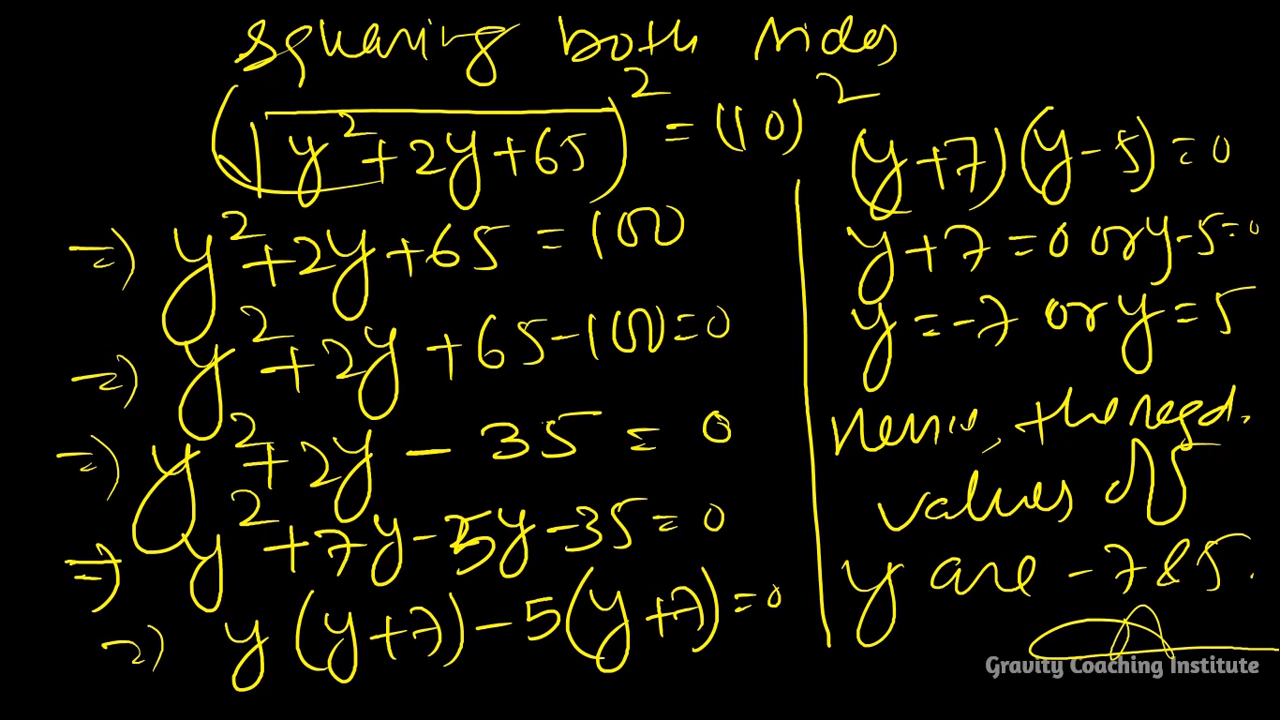 squaring both sides
(√y²+2y+65)² = (10)²
=) y²+2y+65 = 100
=) y²+2y+65-100=0
=) y²+2y-35 = 0
=) y²+7y-5y-35=0
=) y(y+7)-5(y+7)=0
(y+7)(y-5)=0
y+7=0 or y-5=0
y=-7 or y=5
hence, the reqd.
values of
y are -7&5.
Gravity Coaching Institute